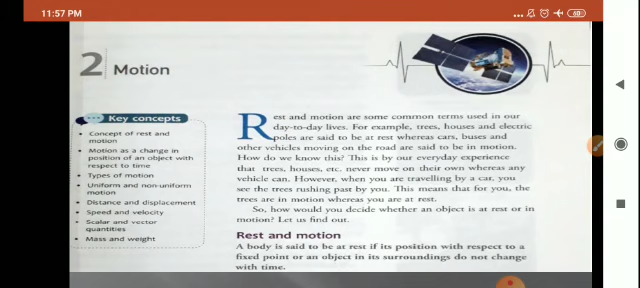 11:57 PM
60
2 Motion
Key concepts
• Concept of rest and
motion
• Motion as a change in
position of an object with
respect to time
• Types of motion
• Uniform and non-uniform
motion
• Distance and displacement
• Speed and velocity
• Scalar and vector
quantities
• Mass and weight
Rest and motion are some common terms used in our
day-to-day lives. For example, trees, houses and electric
poles are said to be at rest whereas cars, buses and
other vehicles moving on the road are said to be in motion.
How do we know this? This is by our everyday experience
that trees, houses, etc. never move on their own whereas any
vehicle can. However, when you are travelling by a car, you
see the trees rushing past by you. This means that for you, the
trees are in motion whereas you are at rest.
So, how would you decide whether an object is at rest or in
motion? Let us find out.
Rest and motion
A body is said to be at rest if its position with respect to a
fixed point or an object in its surroundings do not change
with time.